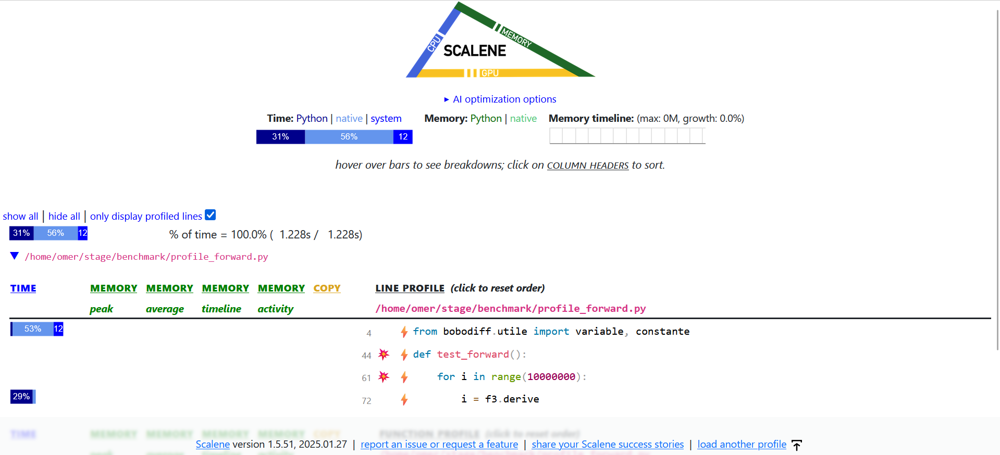 CPU
MEMORY
SCALENE
GPU
▸ AI optimization options
Time: Python | native | system
Memory: Python | native
Memory timeline: (max: 0M, growth: 0.0%)
31% 56% 12
hover over bars to see breakdowns; click on COLUMN HEADERS to sort.
show all | hide all | only display profiled lines
31% 56% 12 % of time = 100.0% ( 1.228s / 1.228s)
▼ /home/omer/stage/benchmark/profile_forward.py
TIME MEMORY MEMORY MEMORY MEMORY COPY LINE PROFILE (click to reset order)
peak average timeline activity /home/omer/stage/benchmark/profile_forward.py
53% 12 4 from bobodiff.utile import variable, constante
44 def test_forward():
61 for i in range(10000000):
29% 72 i = f3.derive
TIME MEMORY MEMORY MEMORY MEMORY COPY FUNCTION PROFILE (click to reset order)
Scalene version 1.5.51, 2025.01.27 | report an issue or request a feature | share your Scalene success stories | load another profile